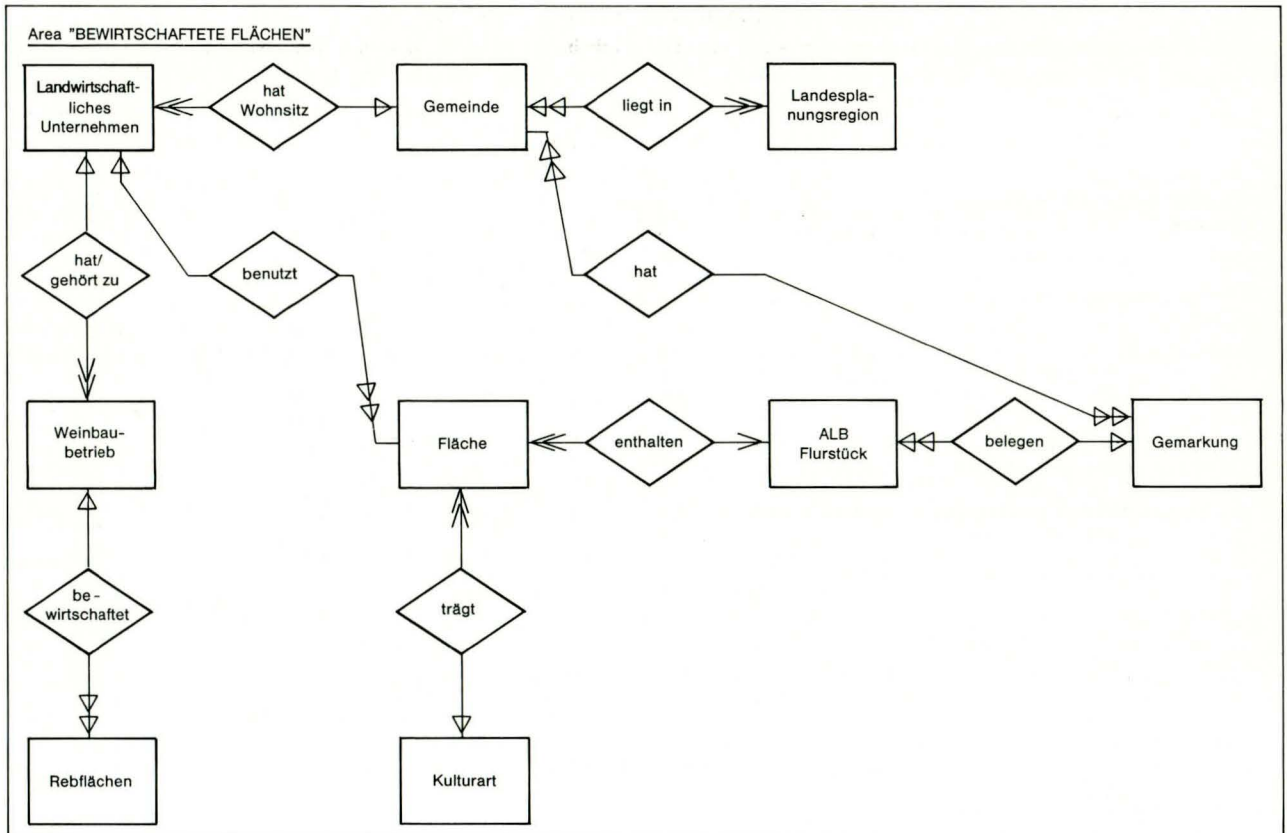 Area "BEWIRTSCHAFTETE FLÄCHEN"
Landwirtschaft-
liches
Unternehmen
hat
Wohnsitz
Gemeinde
liegt in
Landespla-
nungsregion
hat/
gehört zu
benutzt
hat
Weinbau-
betrieb
Fläche
enthalten
ALB
Flurstück
belegen
Gemarkung
be-
wirtschaftet
trägt
Rebflächen
Kulturart